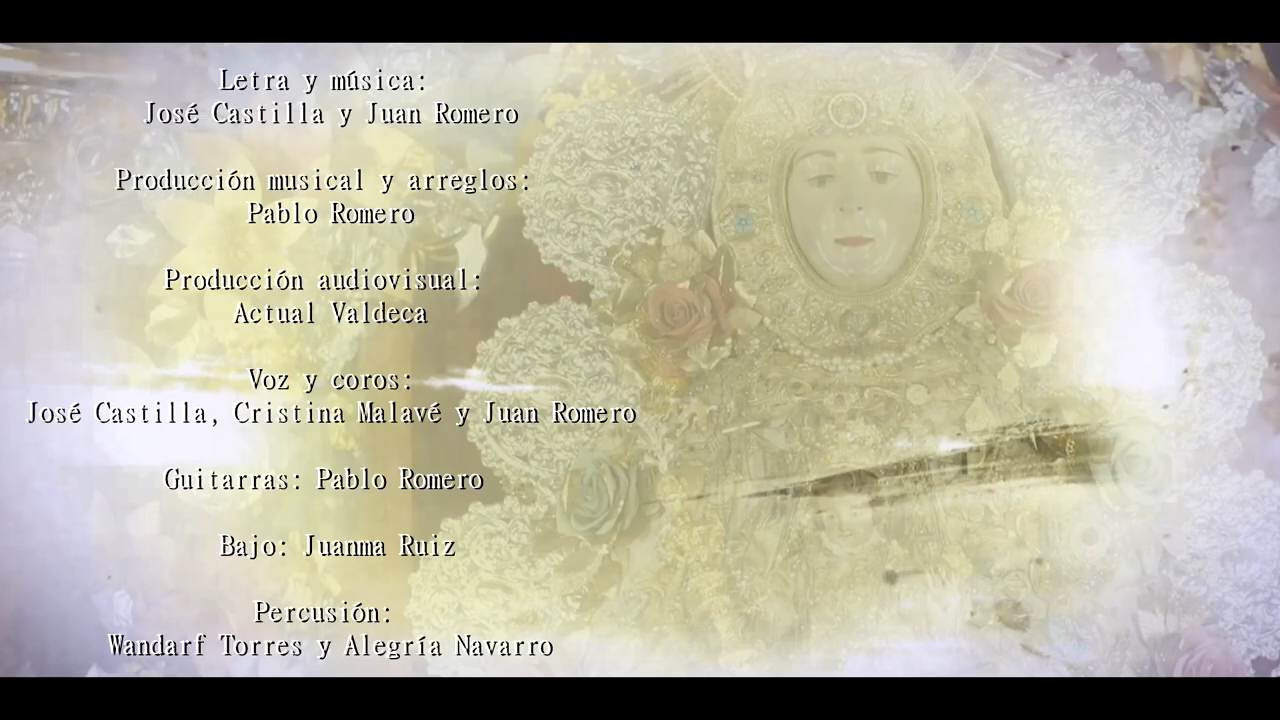 Letra y música:
José Castilla y Juan Romero
Producción musical y arreglos:
Pablo Romero
Producción audiovisual:
Actual Valdeca
Voz y coros:
José Castilla, Cristina Malavé y Juan Romero
Guitarras: Pablo Romero
Bajo: Juanma Ruiz
Percusión:
Wandarf Torres y Alegría Navarro